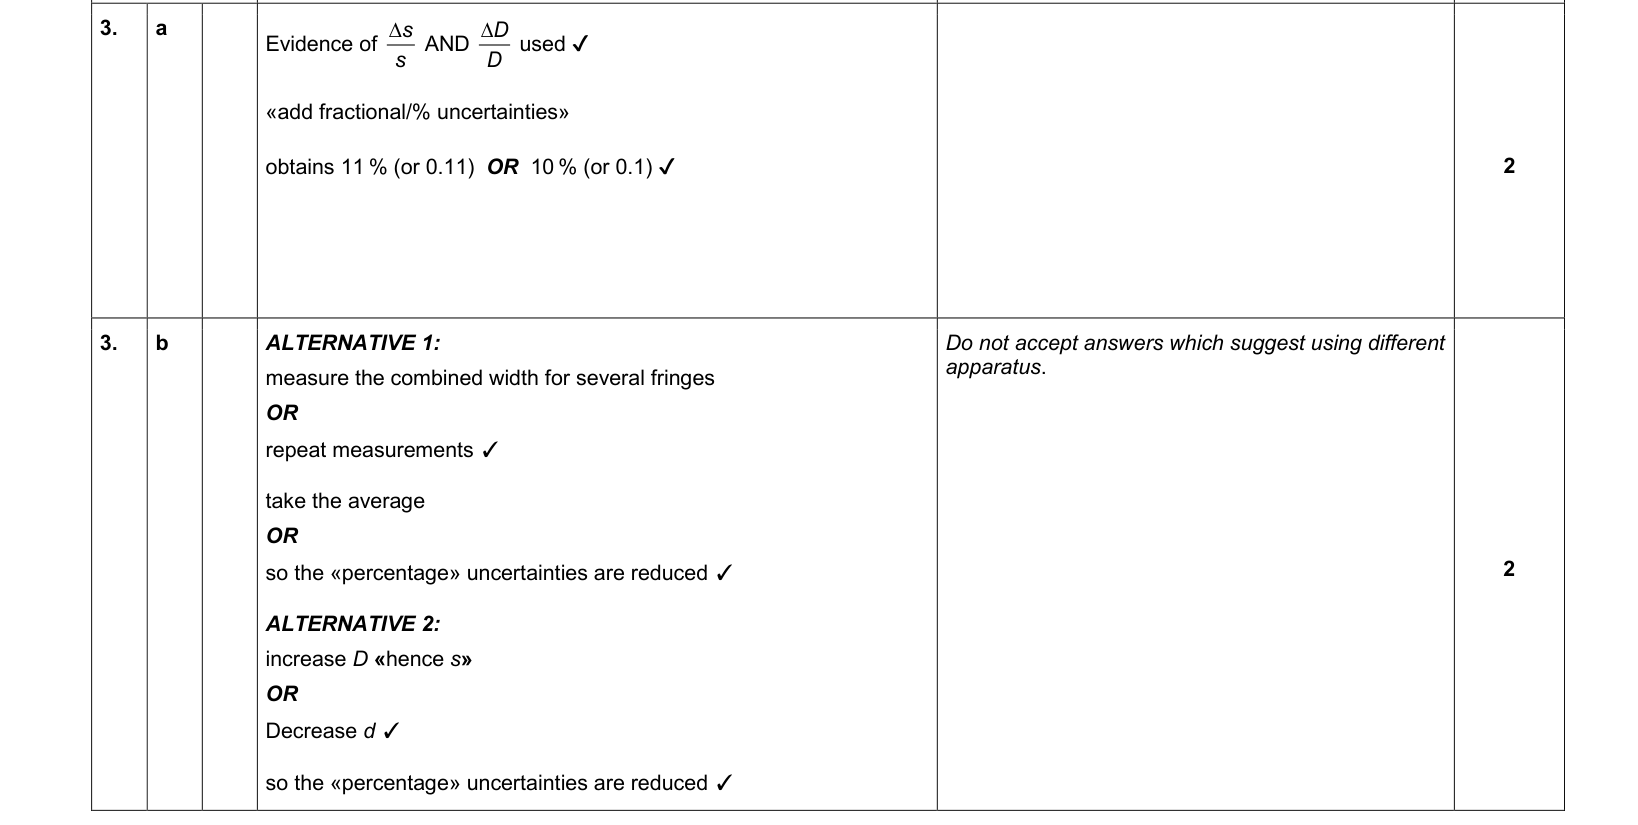 3. a
Evidence of Δs/s AND ΔD/D used ✓
«add fractional/% uncertainties»
obtains 11 % (or 0.11) OR 10 % (or 0.1) ✓
2
3. b
ALTERNATIVE 1:
measure the combined width for several fringes
OR
repeat measurements ✓
take the average
OR
so the «percentage» uncertainties are reduced ✓
ALTERNATIVE 2:
increase D «hence s»
OR
Decrease d ✓
so the «percentage» uncertainties are reduced ✓
Do not accept answers which suggest using different
apparatus.
2